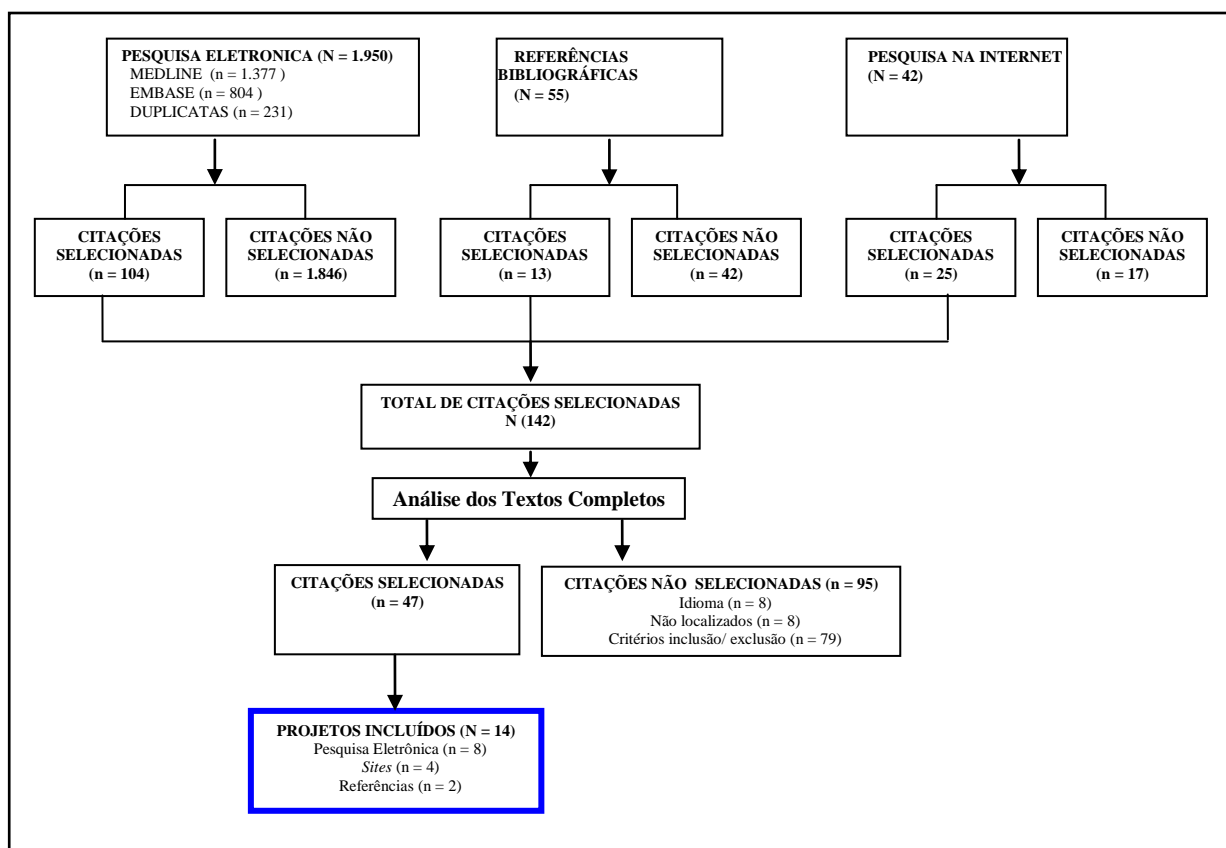 PESQUISA ELETRONICA (N = 1.950)
MEDLINE (n = 1.377 )
EMBASE (n = 804 )
DUPLICATAS (n = 231)
REFERÊNCIAS
BIBLIOGRÁFICAS
(N = 55)
PESQUISA NA INTERNET
(N = 42)
CITAÇÕES
SELECIONADAS
(n = 104)
CITAÇÕES NÃO
SELECIONADAS
(n = 1.846)
CITAÇÕES
SELECIONADAS
(n = 13)
CITAÇÕES NÃO
SELECIONADAS
(n = 42)
CITAÇÕES
SELECIONADAS
(n = 25)
CITAÇÕES NÃO
SELECIONADAS
(n = 17)
TOTAL DE CITAÇÕES SELECIONADAS
N (142)
Análise dos Textos Completos
CITAÇÕES SELECIONADAS
(n = 47)
CITAÇÕES NÃO SELECIONADAS (n = 95)
Idioma (n = 8)
Não localizados (n = 8)
Critérios inclusão/ exclusão (n = 79)
PROJETOS INCLUÍDOS (N = 14)
Pesquisa Eletrônica (n = 8)
Sites (n = 4)
Referências (n = 2)